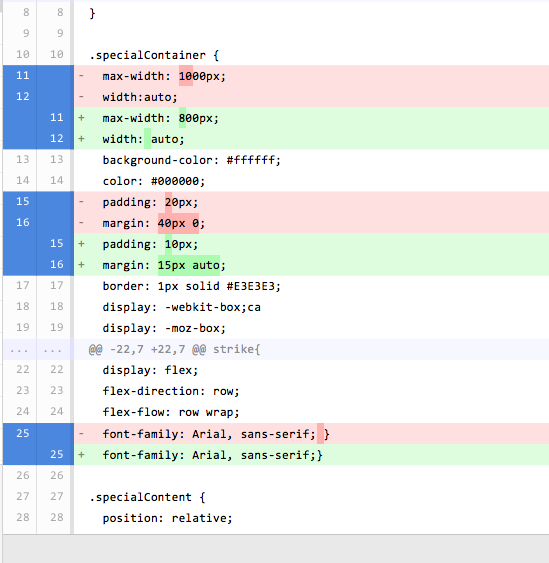 8 8 }
9 9
10 10 .specialContainer {
11 - max-width: 1000px;
12 - width:auto;
11 + max-width: 800px;
12 + width: auto;
13 13 background-color: #ffffff;
14 14 color: #000000;
15 - padding: 20px;
16 - margin: 40px 0;
15 + padding: 10px;
16 + margin: 15px auto;
17 17 border: 1px solid #E3E3E3;
18 18 display: -webkit-box;ca
19 19 display: -moz-box;
... ... @@ -22,7 +22,7 @@ strike{
22 22 display: flex;
23 23 flex-direction: row;
24 24 flex-flow: row wrap;
25 - font-family: Arial, sans-serif; }
25 + font-family: Arial, sans-serif;}
26 26
27 27 .specialContent {
28 28 position: relative;